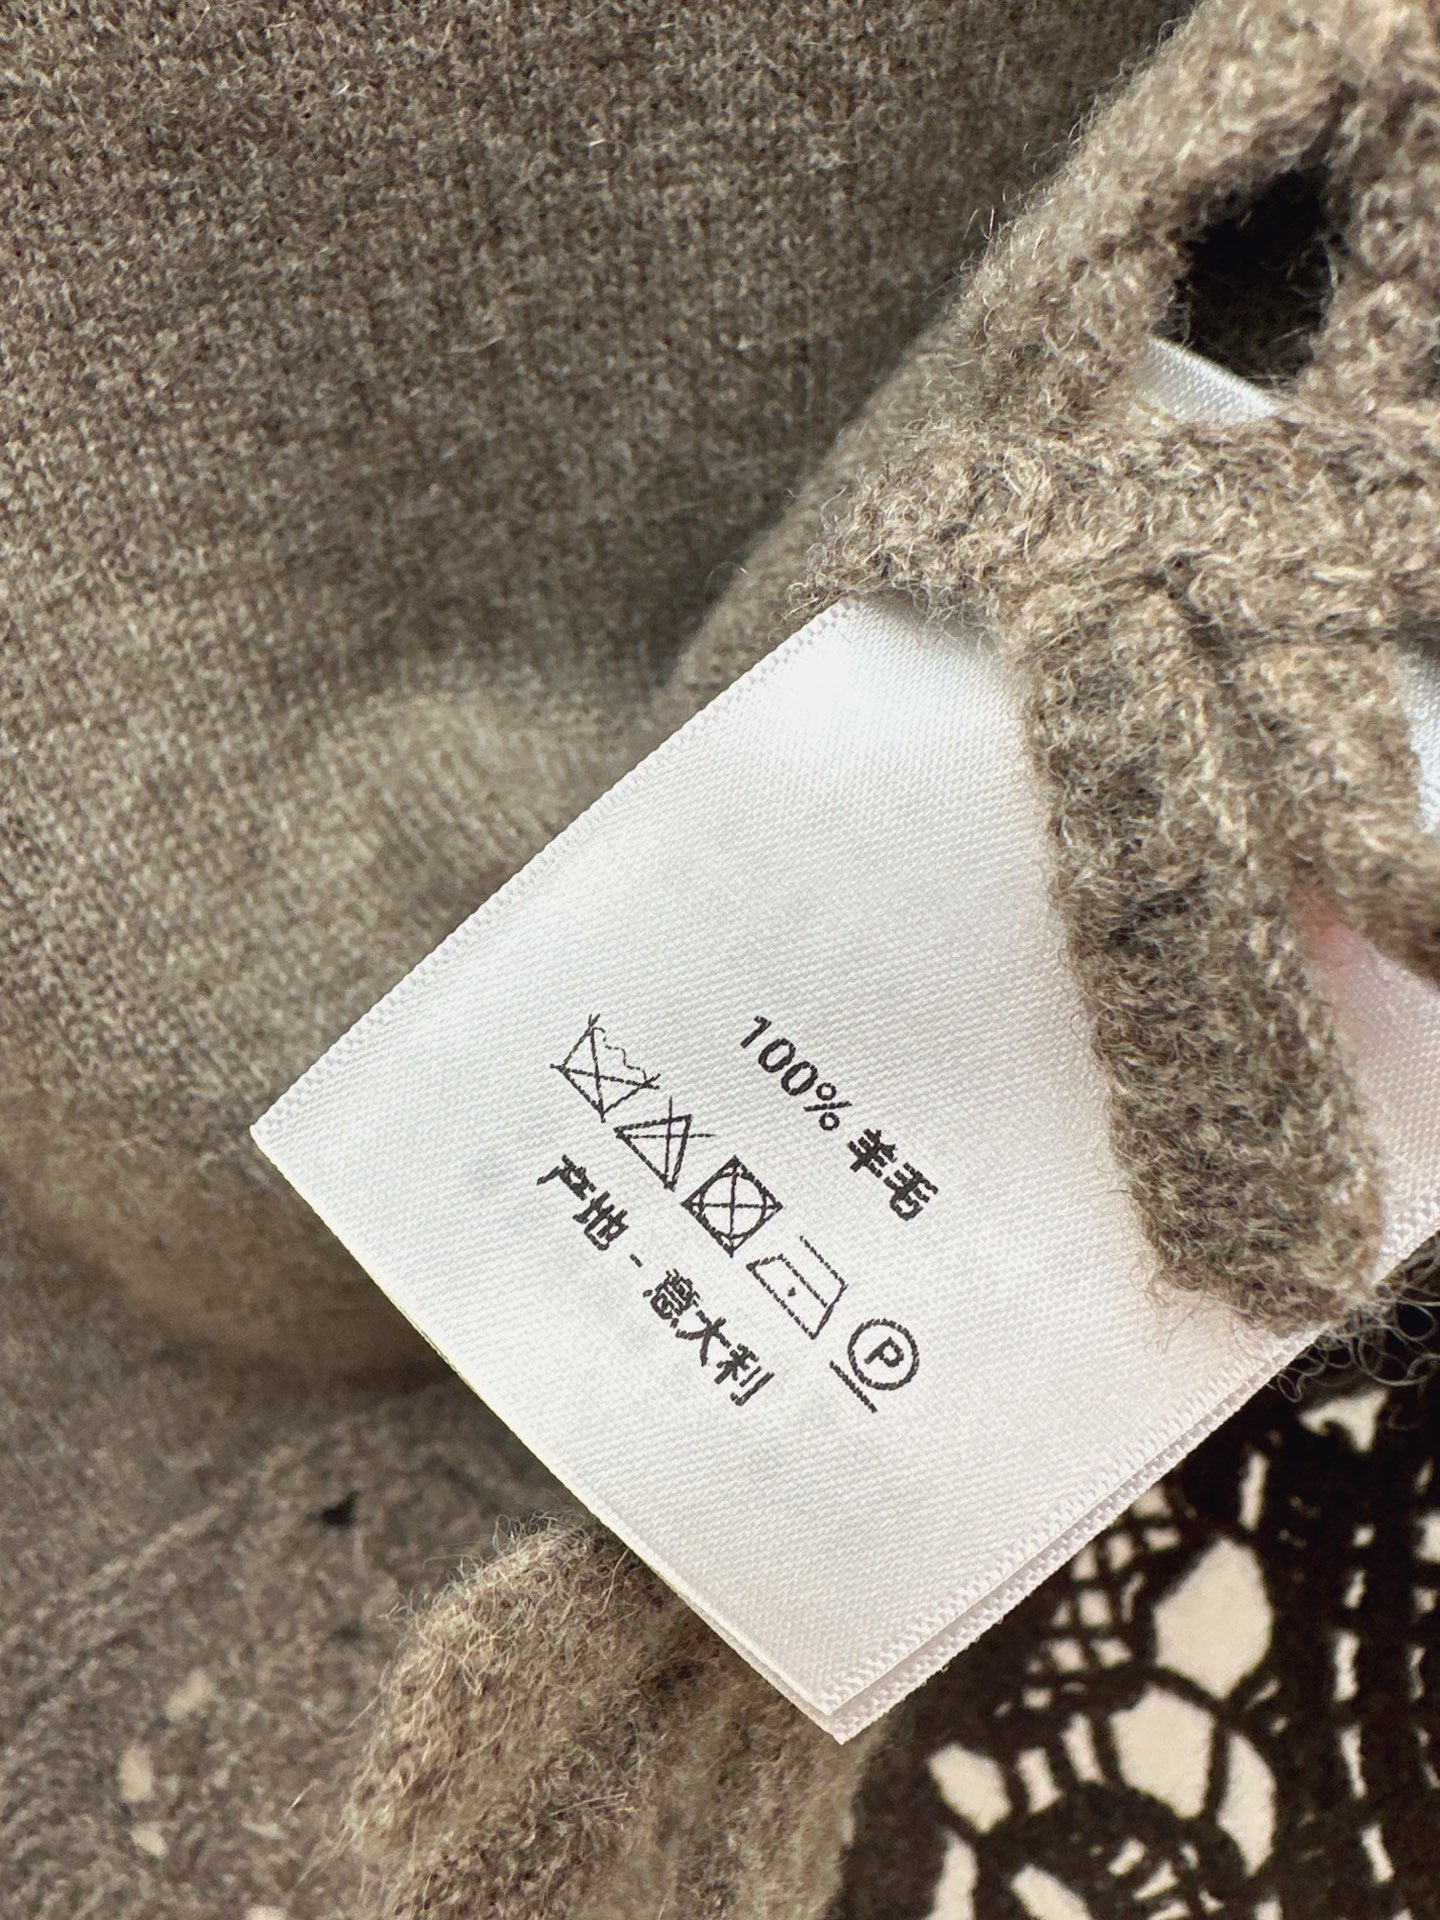 100% 羊毛
P
产地 - 意大利